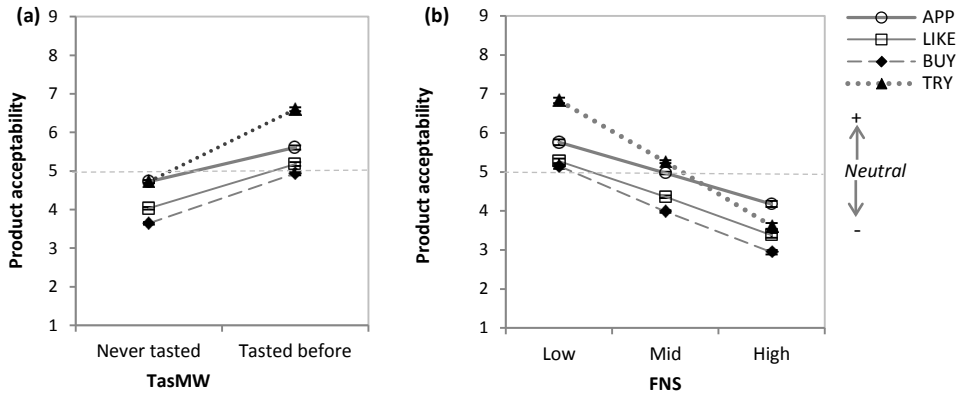 (a)
9
8
7
6
5
4
3
2
1
Product acceptability
Never tasted Tasted before
TasMW
(b)
9
8
7
6
5
4
3
2
1
Product acceptability
Low Mid High
FNS
APP
LIKE
BUY
TRY
+
Neutral
-